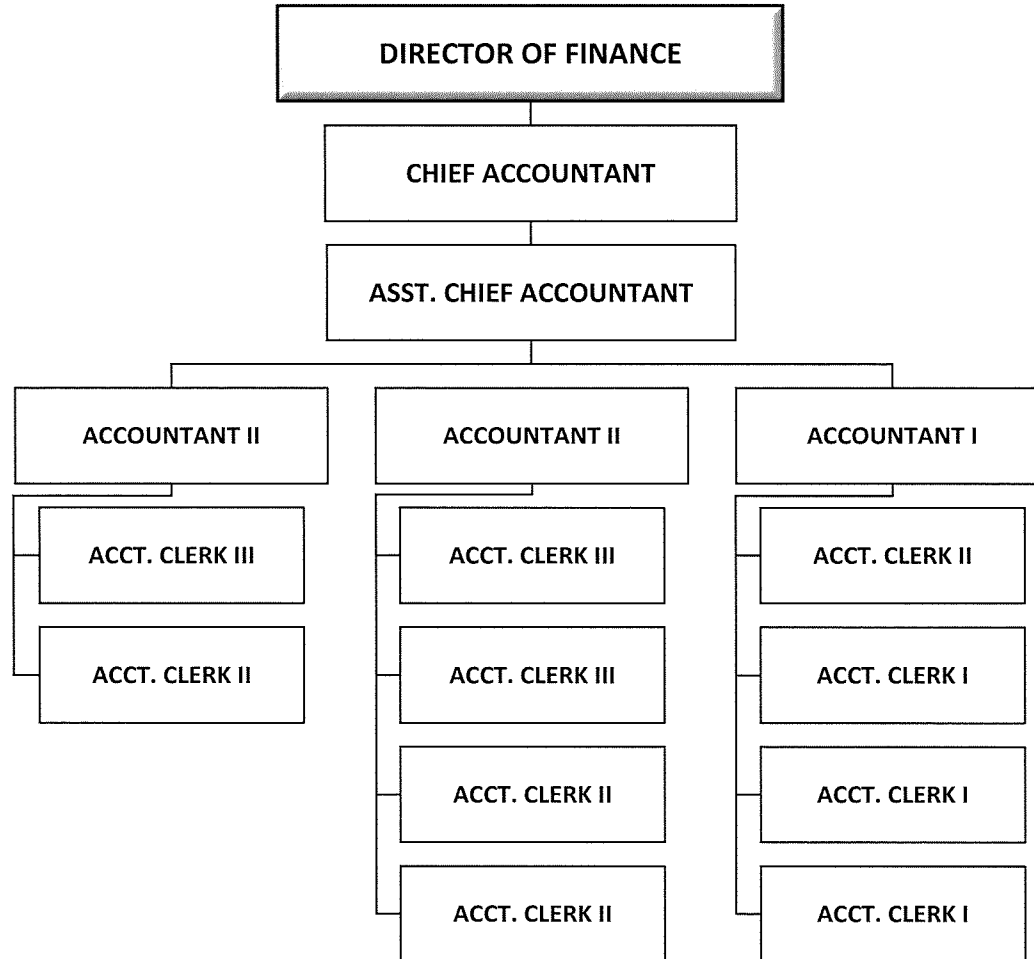 DIRECTOR OF FINANCE
CHIEF ACCOUNTANT
ASST. CHIEF ACCOUNTANT
ACCOUNTANT II
ACCT. CLERK III
ACCT. CLERK II
ACCOUNTANT II
ACCT. CLERK III
ACCT. CLERK III
ACCT. CLERK II
ACCT. CLERK II
ACCOUNTANT I
ACCT. CLERK II
ACCT. CLERK I
ACCT. CLERK I
ACCT. CLERK I